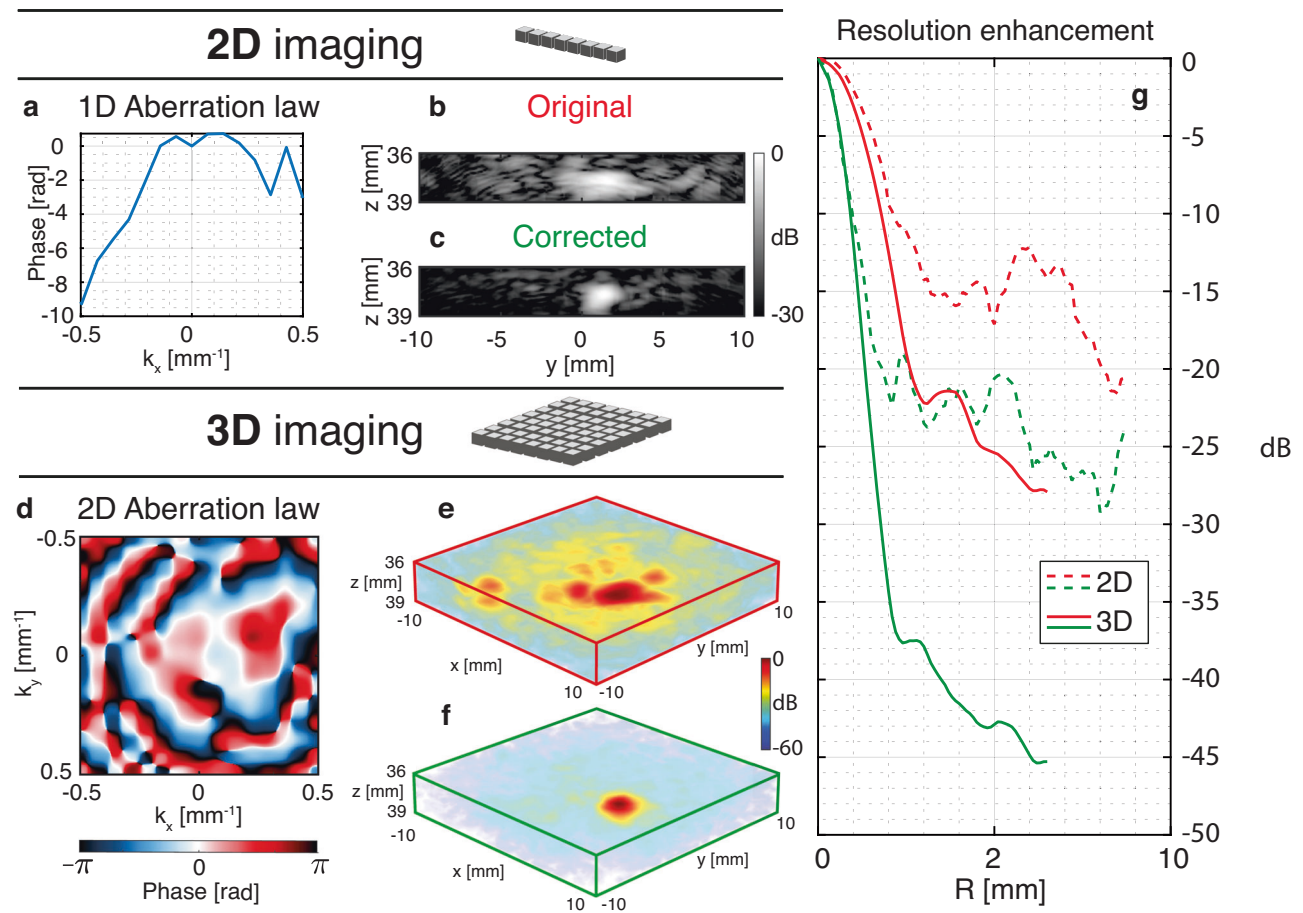 2D imaging
a 1D Aberration law
Phase [rad]
0
-2
-4
-6
-8
-10
-0.5 0 0.5
kx [mm⁻¹]
b Original
z [mm]
36
39
c Corrected
z [mm]
36
39
-10 -5 0 5 10
y [mm]
0
dB
-30
3D imaging
d 2D Aberration law
ky [mm⁻¹]
-0.5
0
0.5
-0.5 0 0.5
kx [mm⁻¹]
−π 0 π
Phase [rad]
e
36
z [mm]
39
-10
x [mm]
10 -10
y [mm]
10
0
dB
-60
f
36
z [mm]
39
-10
x [mm]
10 -10
y [mm]
10
Resolution enhancement
g
0
-5
-10
-15
-20
-25
dB
-30
-35
-40
-45
-50
2D
3D
0 2 10
R [mm]